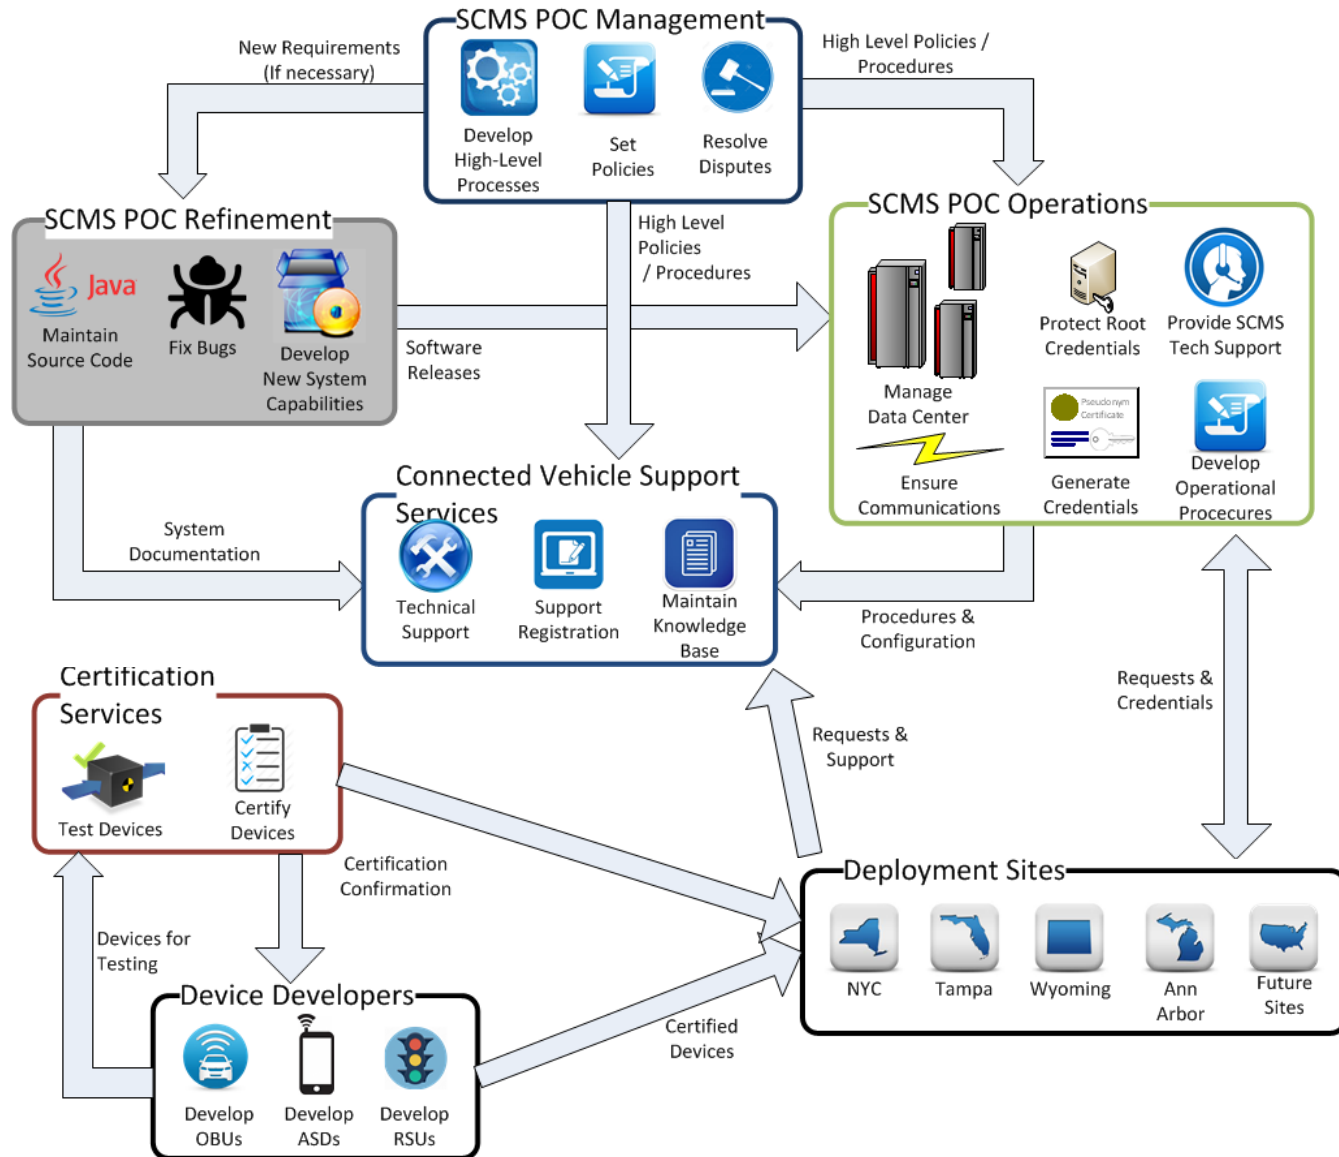 SCMS POC Management
New Requirements
(If necessary)
High Level Policies /
Procedures
Develop
High-Level
Processes
Set
Policies
Resolve
Disputes
SCMS POC Refinement
Java
Maintain
Source Code
Fix Bugs
Develop
New System
Capabilities
High Level
Policies
/ Procedures
Software
Releases
SCMS POC Operations
Manage
Data Center
Protect Root
Credentials
Provide SCMS
Tech Support
Ensure
Communications
Pseudonym
Certificate
Generate
Credentials
Develop
Operational
Procecures
Connected Vehicle Support
Services
Technical
Support
Support
Registration
Maintain
Knowledge
Base
System
Documentation
Procedures &
Configuration
Requests &
Credentials
Requests &
Support
Certification
Services
Test Devices
Certify
Devices
Certification
Confirmation
Devices for
Testing
Device Developers
Develop
OBUs
Develop
ASDs
Develop
RSUs
Certified
Devices
Deployment Sites
NYC
Tampa
Wyoming
Ann
Arbor
Future
Sites